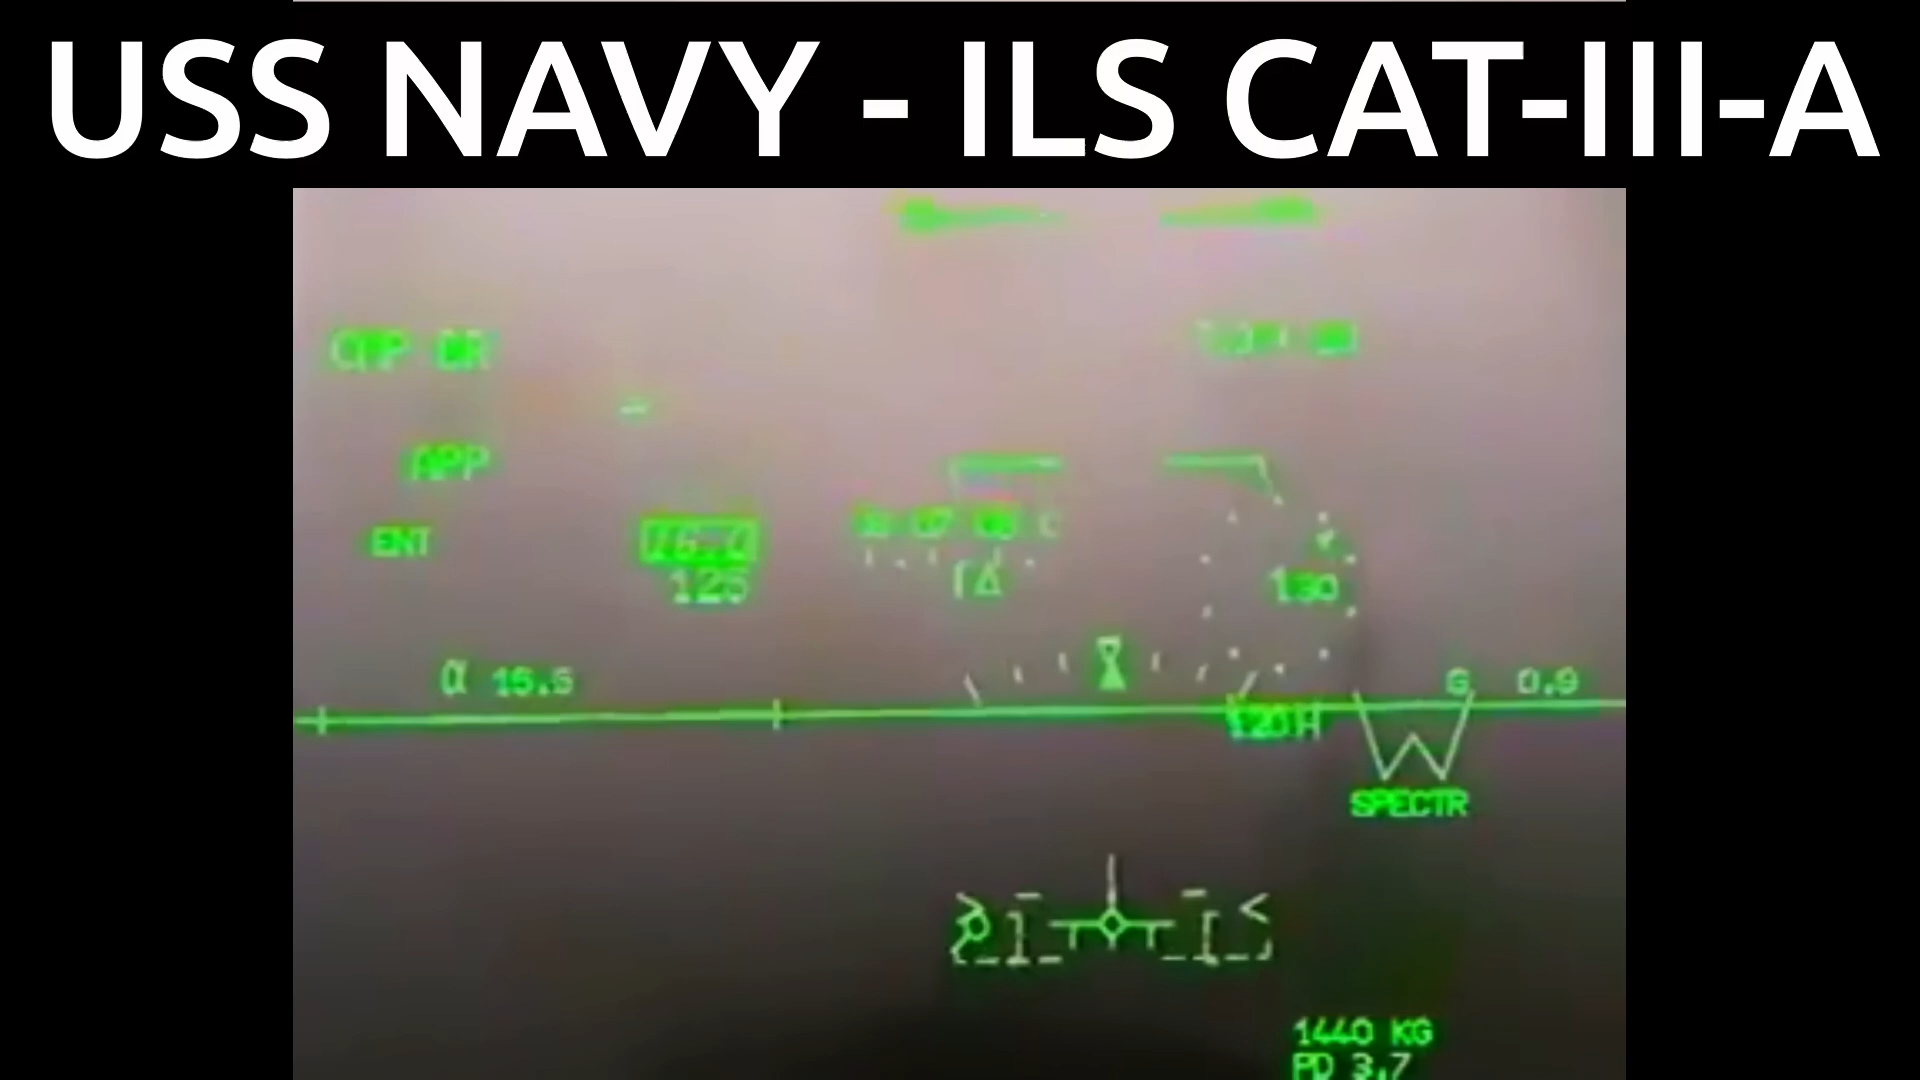 USS NAVY - ILS CAT-III-A
APP
ENT
125
130
α 15.5
G 0.9
120 H
W
SPECTR
1440 KG
PD 3.7